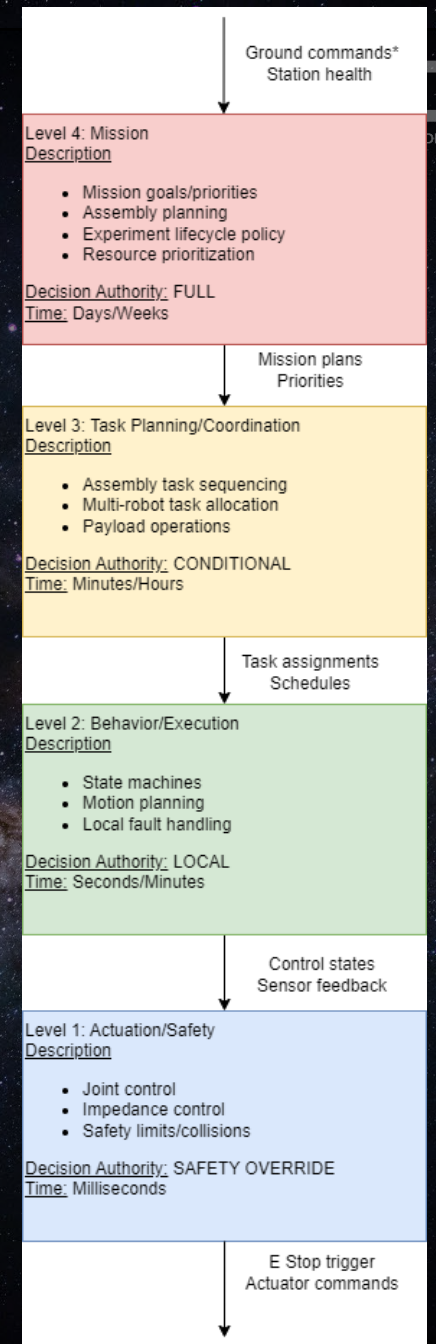 Ground commands*
Station health
Level 4: Mission
Description
Mission goals/priorities
Assembly planning
Experiment lifecycle policy
Resource prioritization
Decision Authority: FULL
Time: Days/Weeks
Mission plans
Priorities
Level 3: Task Planning/Coordination
Description
Assembly task sequencing
Multi-robot task allocation
Payload operations
Decision Authority: CONDITIONAL
Time: Minutes/Hours
Task assignments
Schedules
Level 2: Behavior/Execution
Description
State machines
Motion planning
Local fault handling
Decision Authority: LOCAL
Time: Seconds/Minutes
Control states
Sensor feedback
Level 1: Actuation/Safety
Description
Joint control
Impedance control
Safety limits/collisions
Decision Authority: SAFETY OVERRIDE
Time: Milliseconds
E Stop trigger
Actuator commands